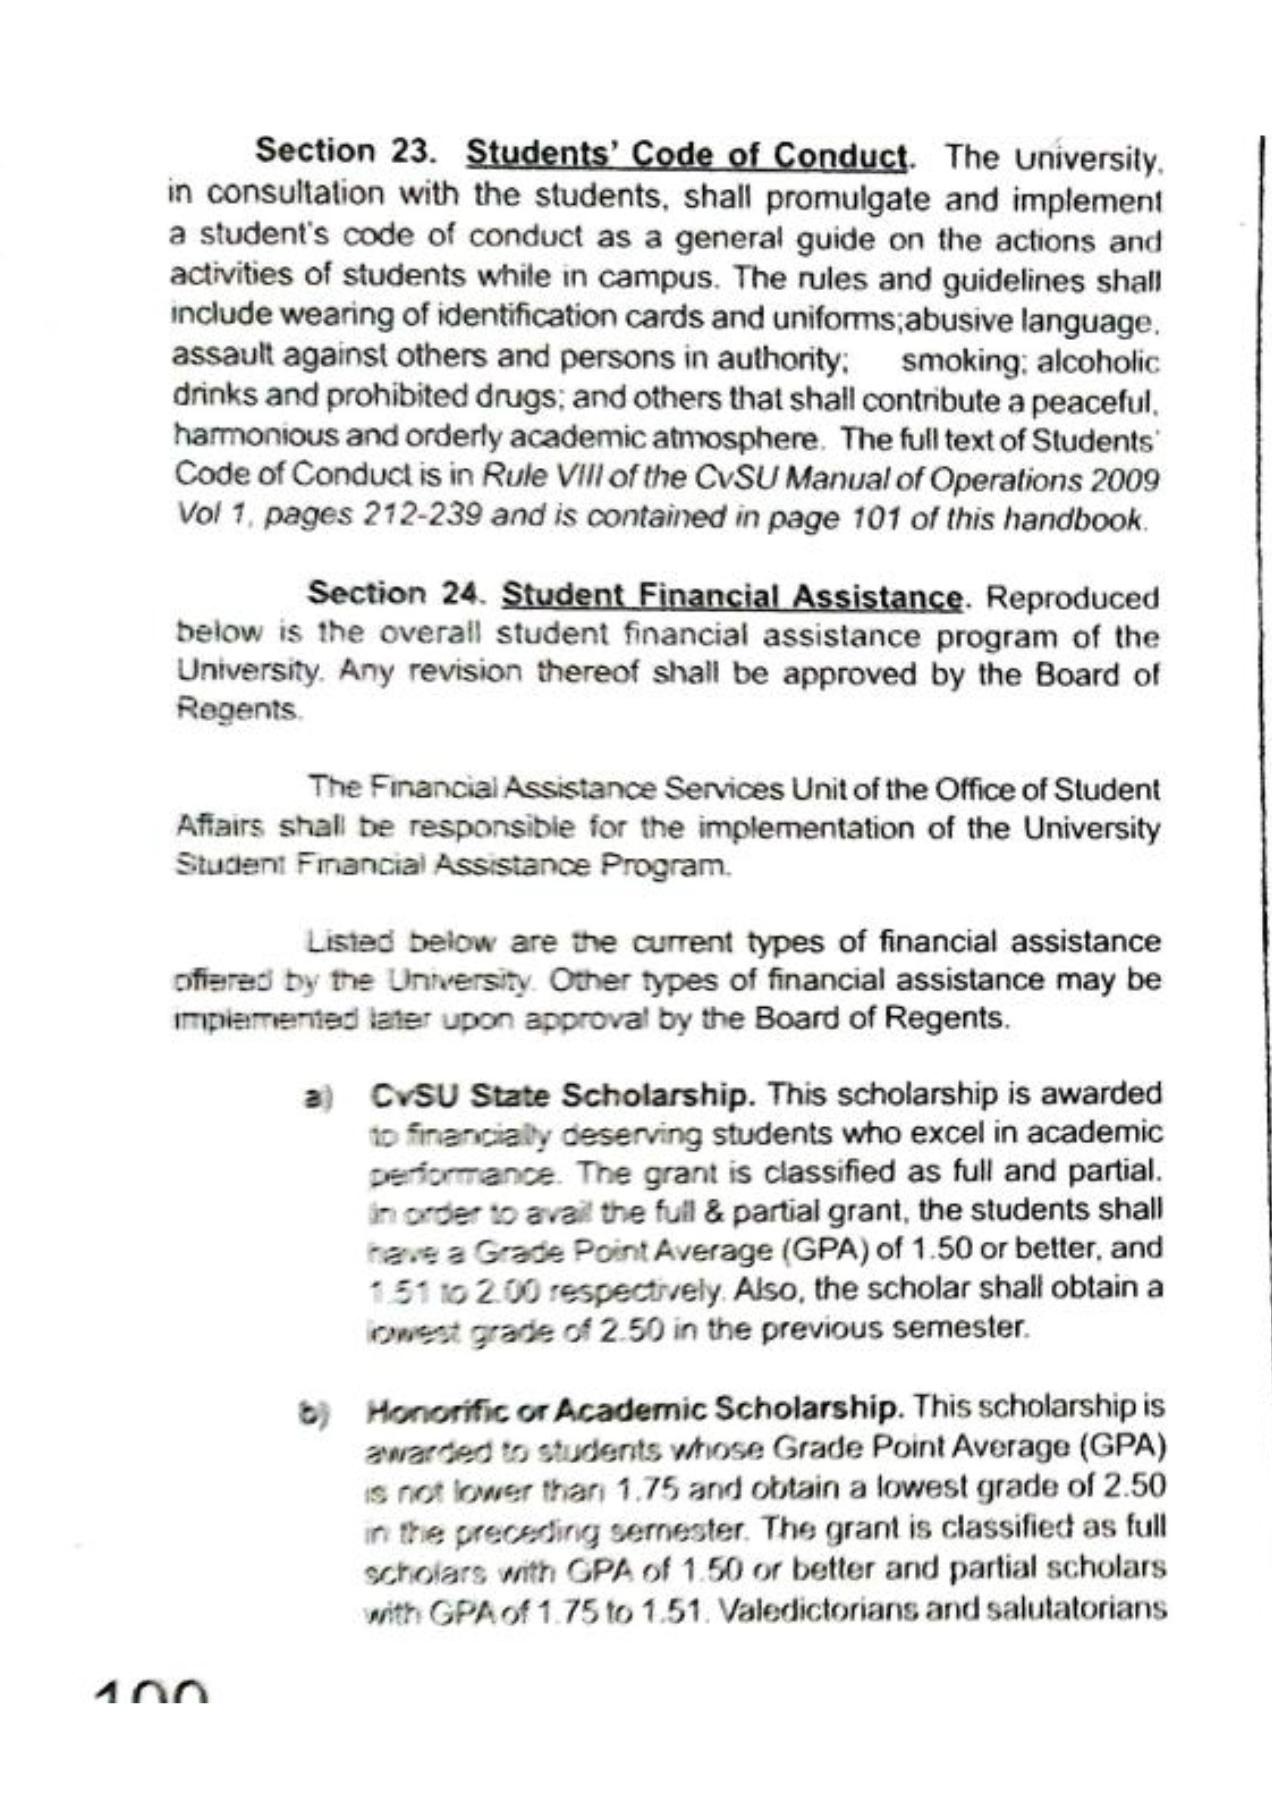 Section 23. Students' Code of Conduct. The University,
in consultation with the students, shall promulgate and implement
a student's code of conduct as a general guide on the actions and
activities of students while in campus. The rules and guidelines shall
include wearing of identification cards and uniforms;abusive language,
assault against others and persons in authority; smoking; alcoholic
drinks and prohibited drugs; and others that shall contribute a peaceful,
harmonious and orderly academic atmosphere. The full text of Students'
Code of Conduct is in Rule VIII of the CvSU Manual of Operations 2009
Vol 1, pages 212-239 and is contained in page 101 of this handbook.
Section 24. Student Financial Assistance. Reproduced
below is the overall student financial assistance program of the
University. Any revision thereof shall be approved by the Board of
Regents.
The Financial Assistance Services Unit of the Office of Student
Affairs shall be responsible for the implementation of the University
Student Financial Assistance Program.
Listed below are the current types of financial assistance
offered by the University. Other types of financial assistance may be
implemented later upon approval by the Board of Regents.
a) CvSU State Scholarship. This scholarship is awarded
to financially deserving students who excel in academic
performance. The grant is classified as full and partial.
In order to avail the full & partial grant, the students shall
have a Grade Point Average (GPA) of 1.50 or better, and
1.51 to 2.00 respectively. Also, the scholar shall obtain a
lowest grade of 2.50 in the previous semester.
b) Honorific or Academic Scholarship. This scholarship is
awarded to students whose Grade Point Average (GPA)
is not lower than 1.75 and obtain a lowest grade of 2.50
in the preceding semester. The grant is classified as full
scholars with GPA of 1.50 or better and partial scholars
with GPA of 1.75 to 1.51. Valedictorians and salutatorians